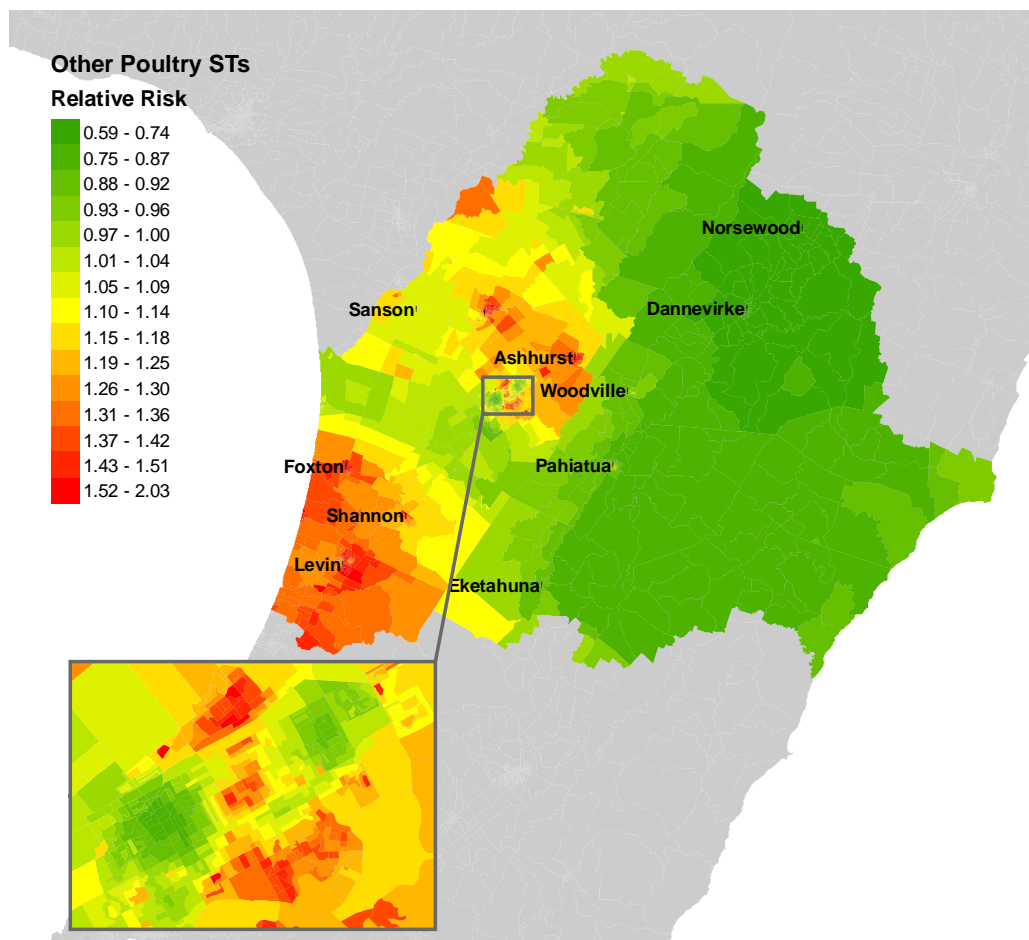 Other Poultry STs
Relative Risk
0.59 - 0.74
0.75 - 0.87
0.88 - 0.92
0.93 - 0.96
0.97 - 1.00
1.01 - 1.04
1.05 - 1.09
1.10 - 1.14
1.15 - 1.18
1.19 - 1.25
1.26 - 1.30
1.31 - 1.36
1.37 - 1.42
1.43 - 1.51
1.52 - 2.03
Norsewood
Sanson
Dannevirke
Ashhurst
Woodville
Foxton
Pahiatua
Shannon
Levin
Eketahuna